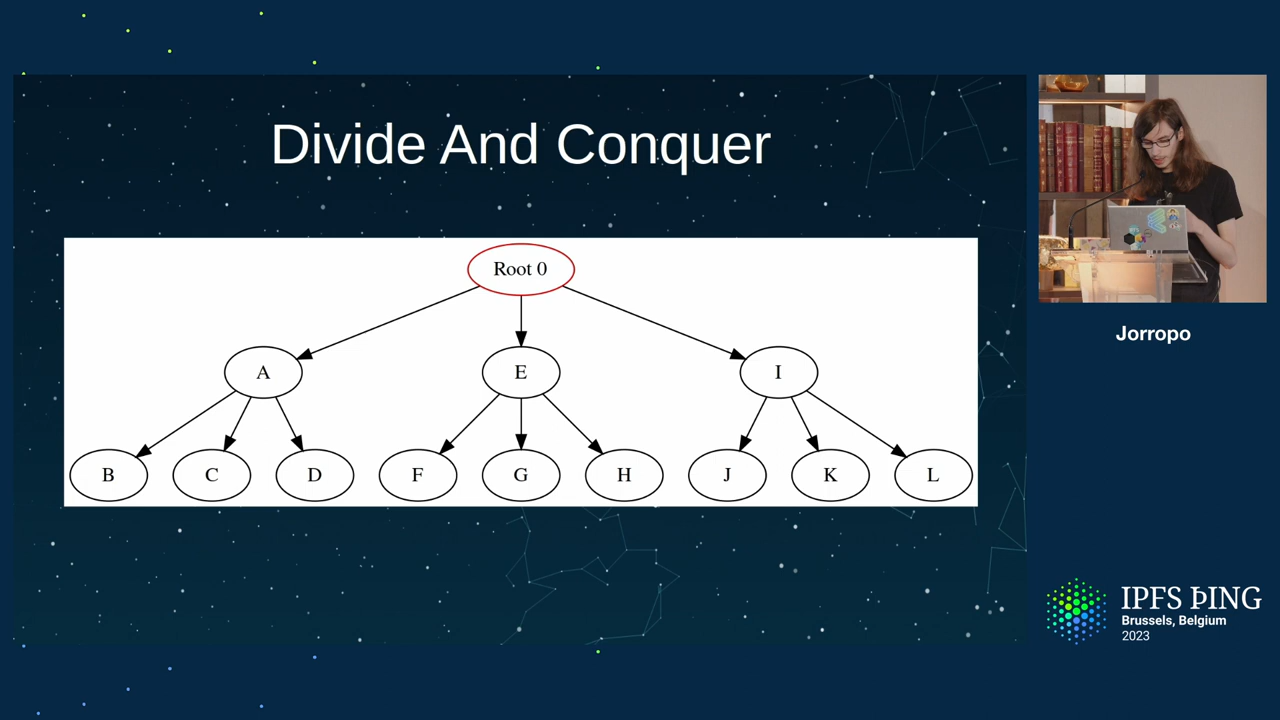 Divide And Conquer
Root 0
A
E
I
B
C
D
F
G
H
J
K
L
Jorropo
IPFS ÞING
Brussels, Belgium
2023